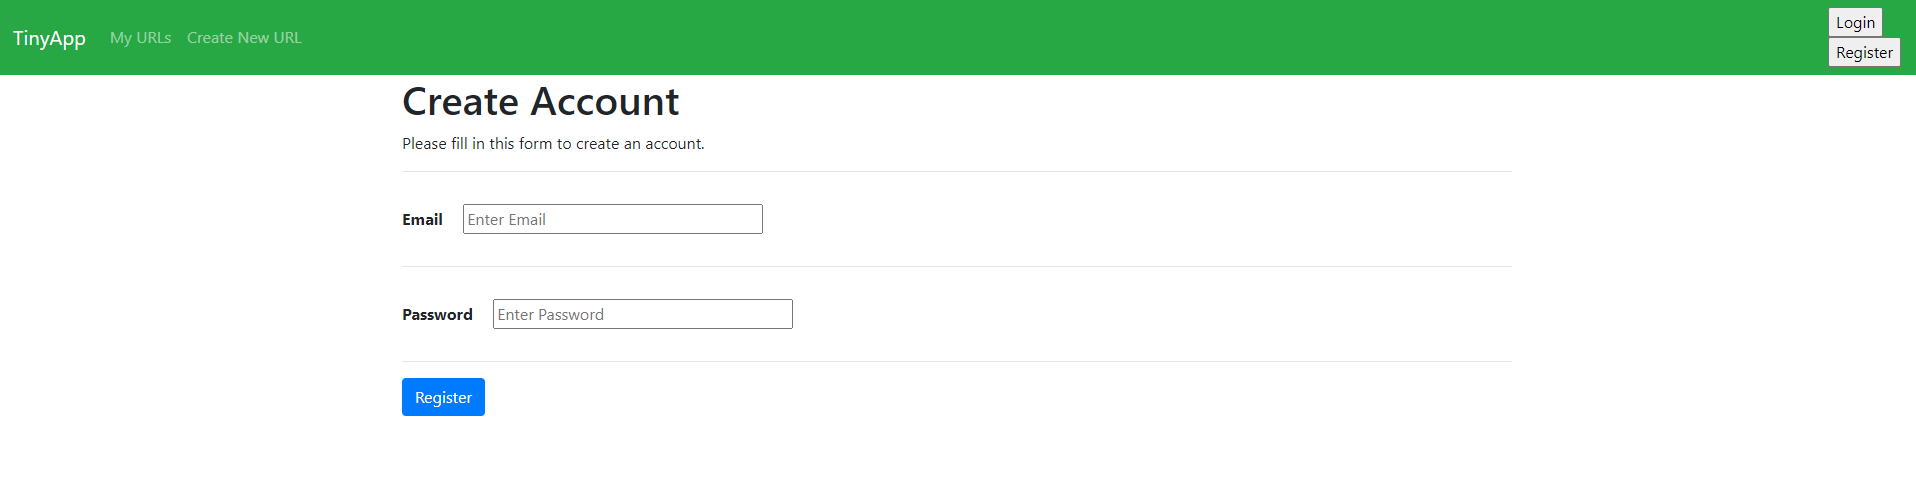 TinyApp My URLs Create New URL
Login
Register
Create Account
Please fill in this form to create an account.
Email Enter Email
Password Enter Password
Register